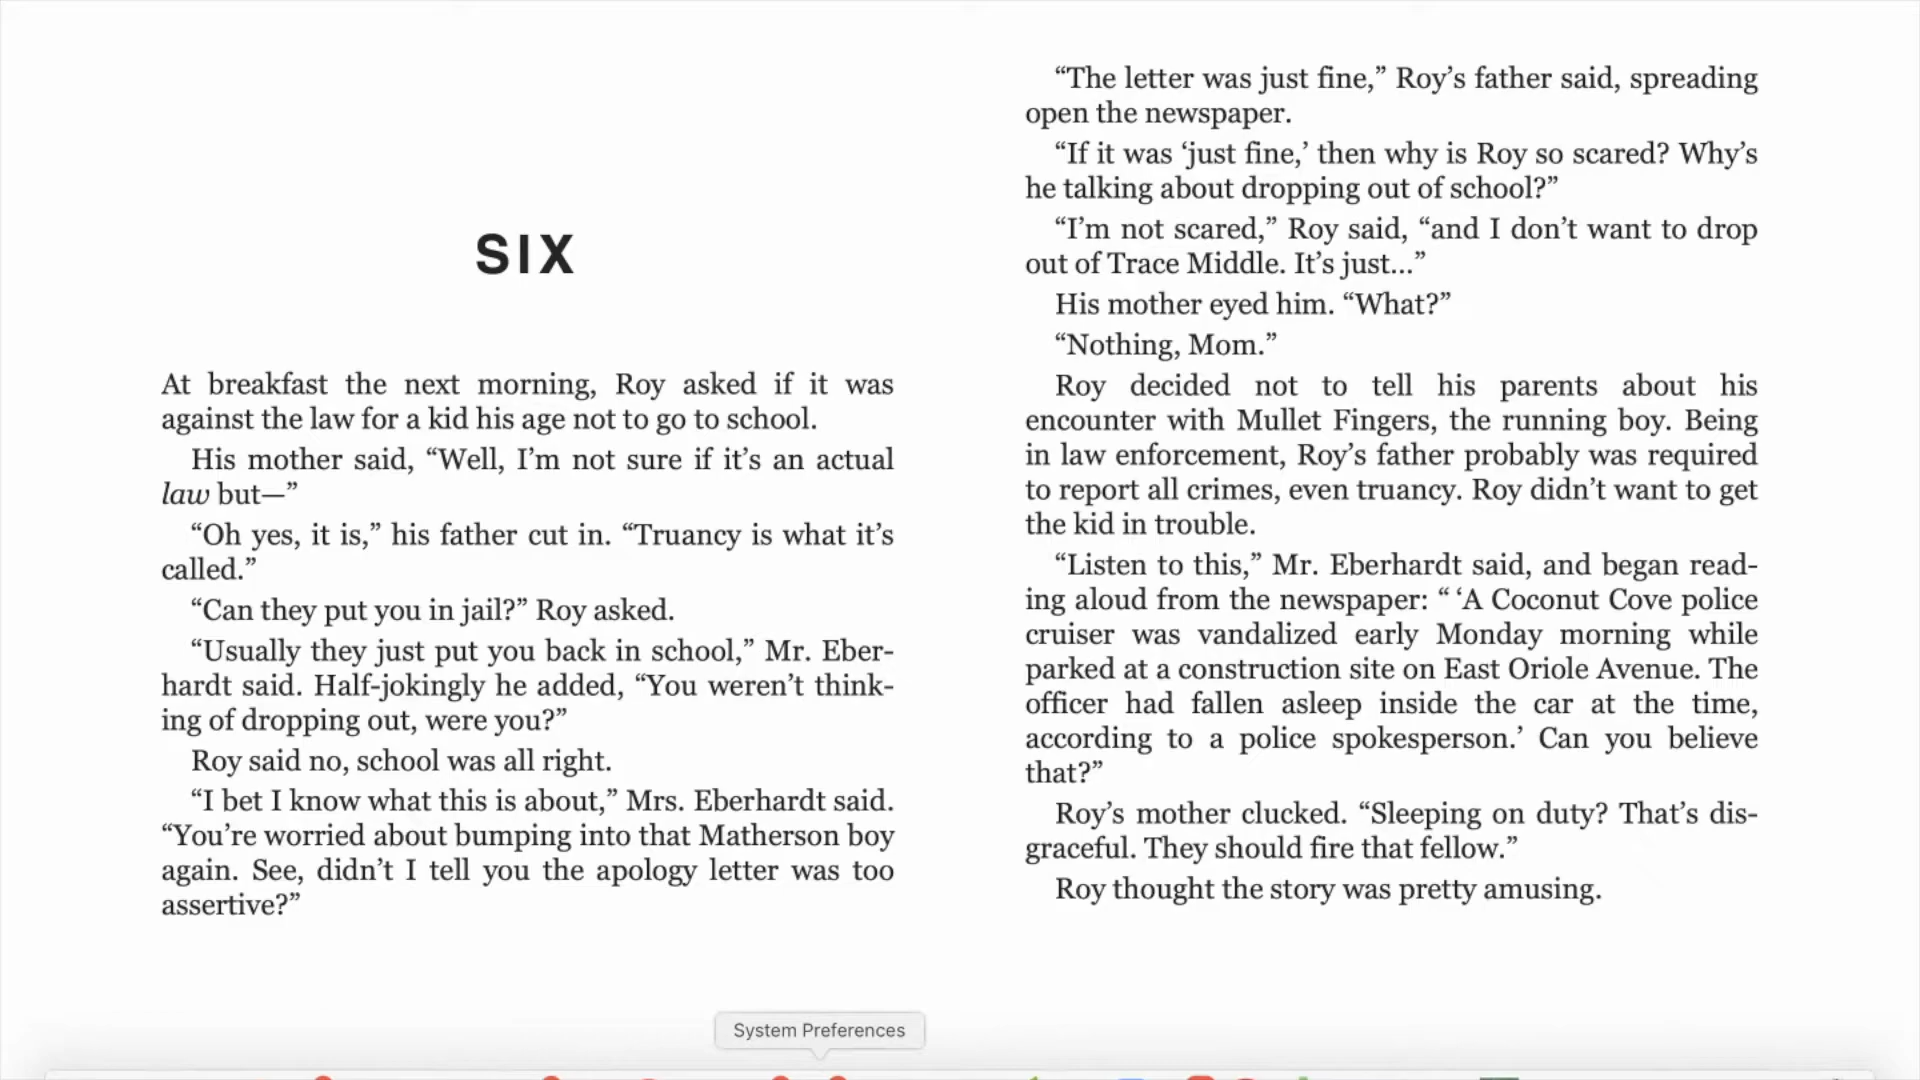 SIX
At breakfast the next morning, Roy asked if it was
against the law for a kid his age not to go to school.
His mother said, “Well, I’m not sure if it’s an actual
law but—”
“Oh yes, it is,” his father cut in. “Truancy is what it’s
called.”
“Can they put you in jail?” Roy asked.
“Usually they just put you back in school,” Mr. Eber-
hardt said. Half-jokingly he added, “You weren’t think-
ing of dropping out, were you?”
Roy said no, school was all right.
“I bet I know what this is about,” Mrs. Eberhardt said.
“You’re worried about bumping into that Matherson boy
again. See, didn’t I tell you the apology letter was too
assertive?”
“The letter was just fine,” Roy’s father said, spreading
open the newspaper.
“If it was ‘just fine,’ then why is Roy so scared? Why’s
he talking about dropping out of school?”
“I’m not scared,” Roy said, “and I don’t want to drop
out of Trace Middle. It’s just...”
His mother eyed him. “What?”
“Nothing, Mom.”
Roy decided not to tell his parents about his
encounter with Mullet Fingers, the running boy. Being
in law enforcement, Roy’s father probably was required
to report all crimes, even truancy. Roy didn’t want to get
the kid in trouble.
“Listen to this,” Mr. Eberhardt said, and began read-
ing aloud from the newspaper: “ ‘A Coconut Cove police
cruiser was vandalized early Monday morning while
parked at a construction site on East Oriole Avenue. The
officer had fallen asleep inside the car at the time,
according to a police spokesperson.’ Can you believe
that?”
Roy’s mother clucked. “Sleeping on duty? That’s dis-
graceful. They should fire that fellow.”
Roy thought the story was pretty amusing.
System Preferences